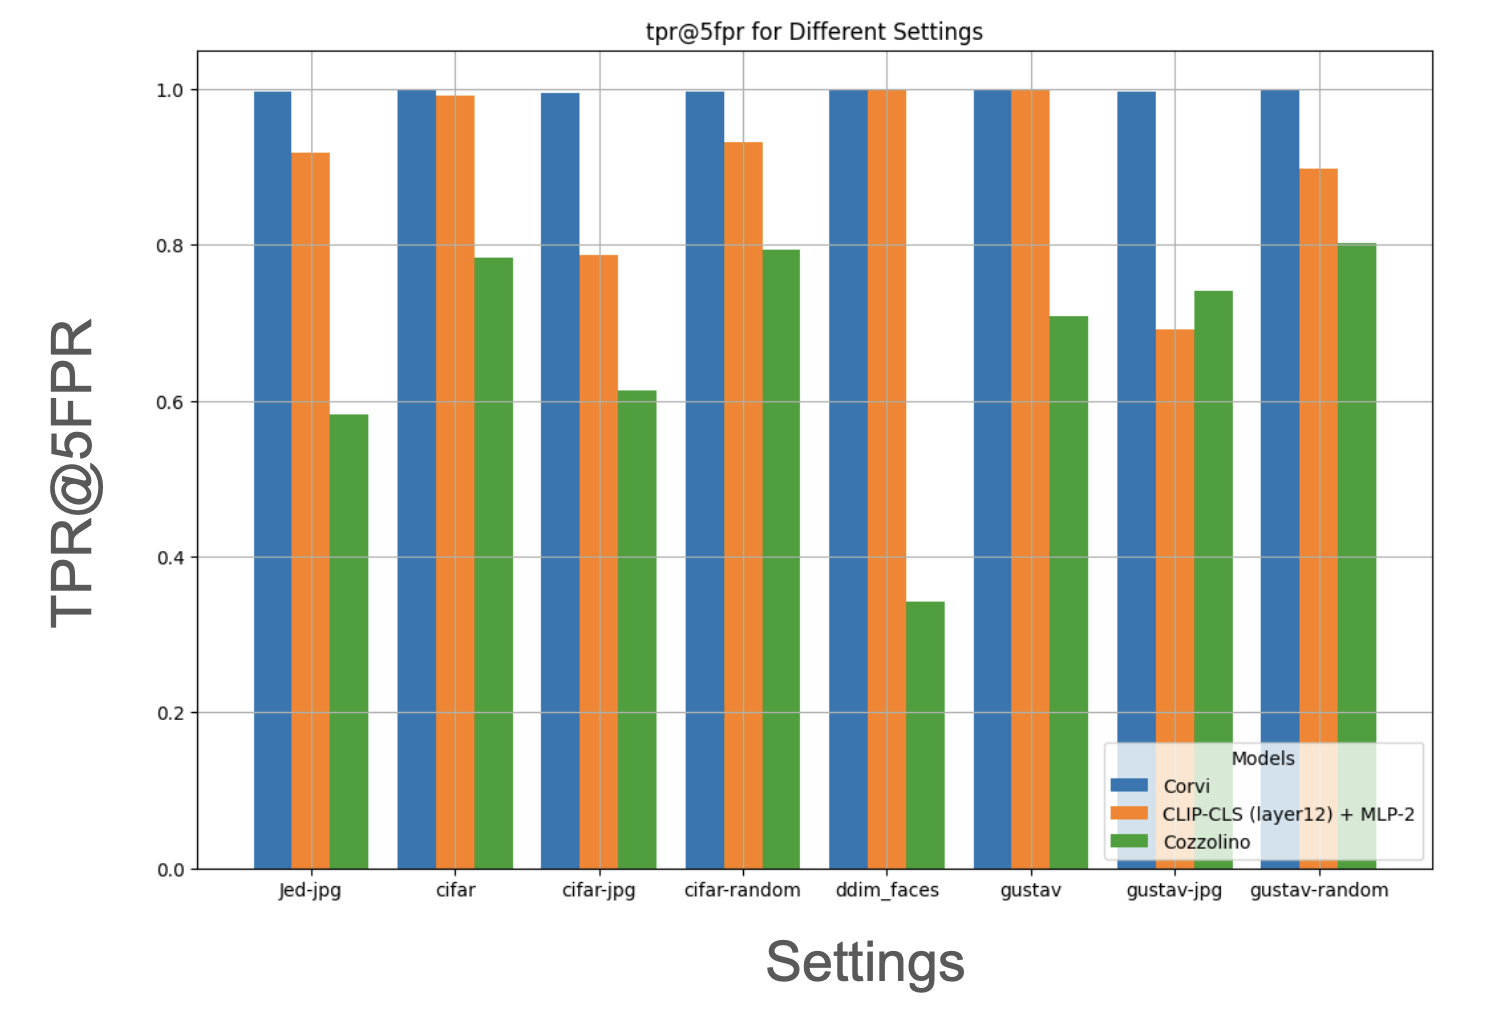 tpr@5fpr for Different Settings
TPR@5FPR
1.0
0.8
0.6
0.4
0.2
0.0
Jed-jpg cifar cifar-jpg cifar-random ddim_faces gustav gustav-jpg gustav-random
Settings
Models
Corvi
CLIP-CLS (layer12) + MLP-2
Cozzolino